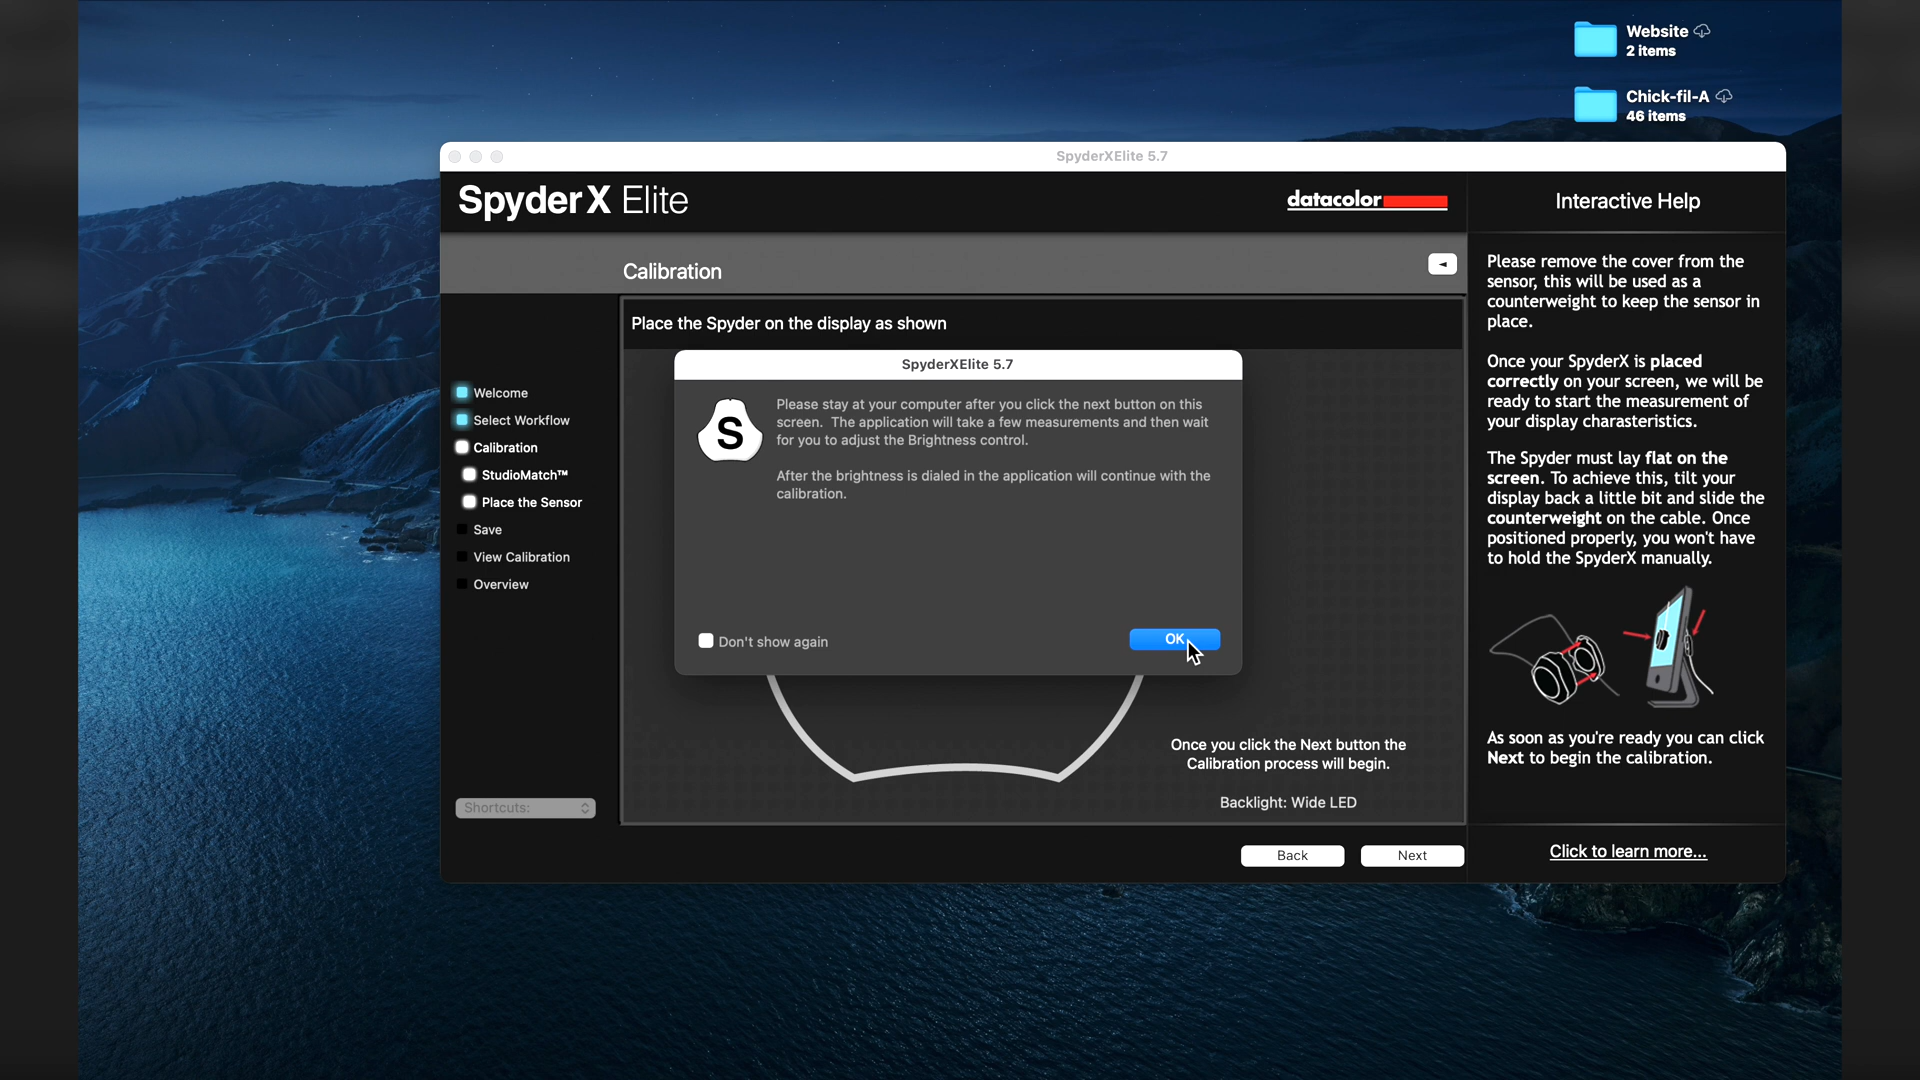 Website
2 items
Chick-fil-A
46 items
SpyderXElite 5.7
SpyderX Elite
datacolor
Interactive Help
Calibration
Place the Spyder on the display as shown
Welcome
Select Workflow
Calibration
StudioMatch™
Place the Sensor
Save
View Calibration
Overview
Shortcuts:
SpyderXElite 5.7
S
Please stay at your computer after you click the next button on this
screen. The application will take a few measurements and then wait
for you to adjust the Brightness control.
After the brightness is dialed in the application will continue with the
calibration.
Don't show again
OK
Once you click the Next button the
Calibration process will begin.
Backlight: Wide LED
Back
Next
Please remove the cover from the
sensor, this will be used as a
counterweight to keep the sensor in
place.
Once your SpyderX is placed
correctly on your screen, we will be
ready to start the measurement of
your display charasteristics.
The Spyder must lay flat on the
screen. To achieve this, tilt your
display back a little bit and slide the
counterweight on the cable. Once
positioned properly, you won't have
to hold the SpyderX manually.
As soon as you're ready you can click
Next to begin the calibration.
Click to learn more...